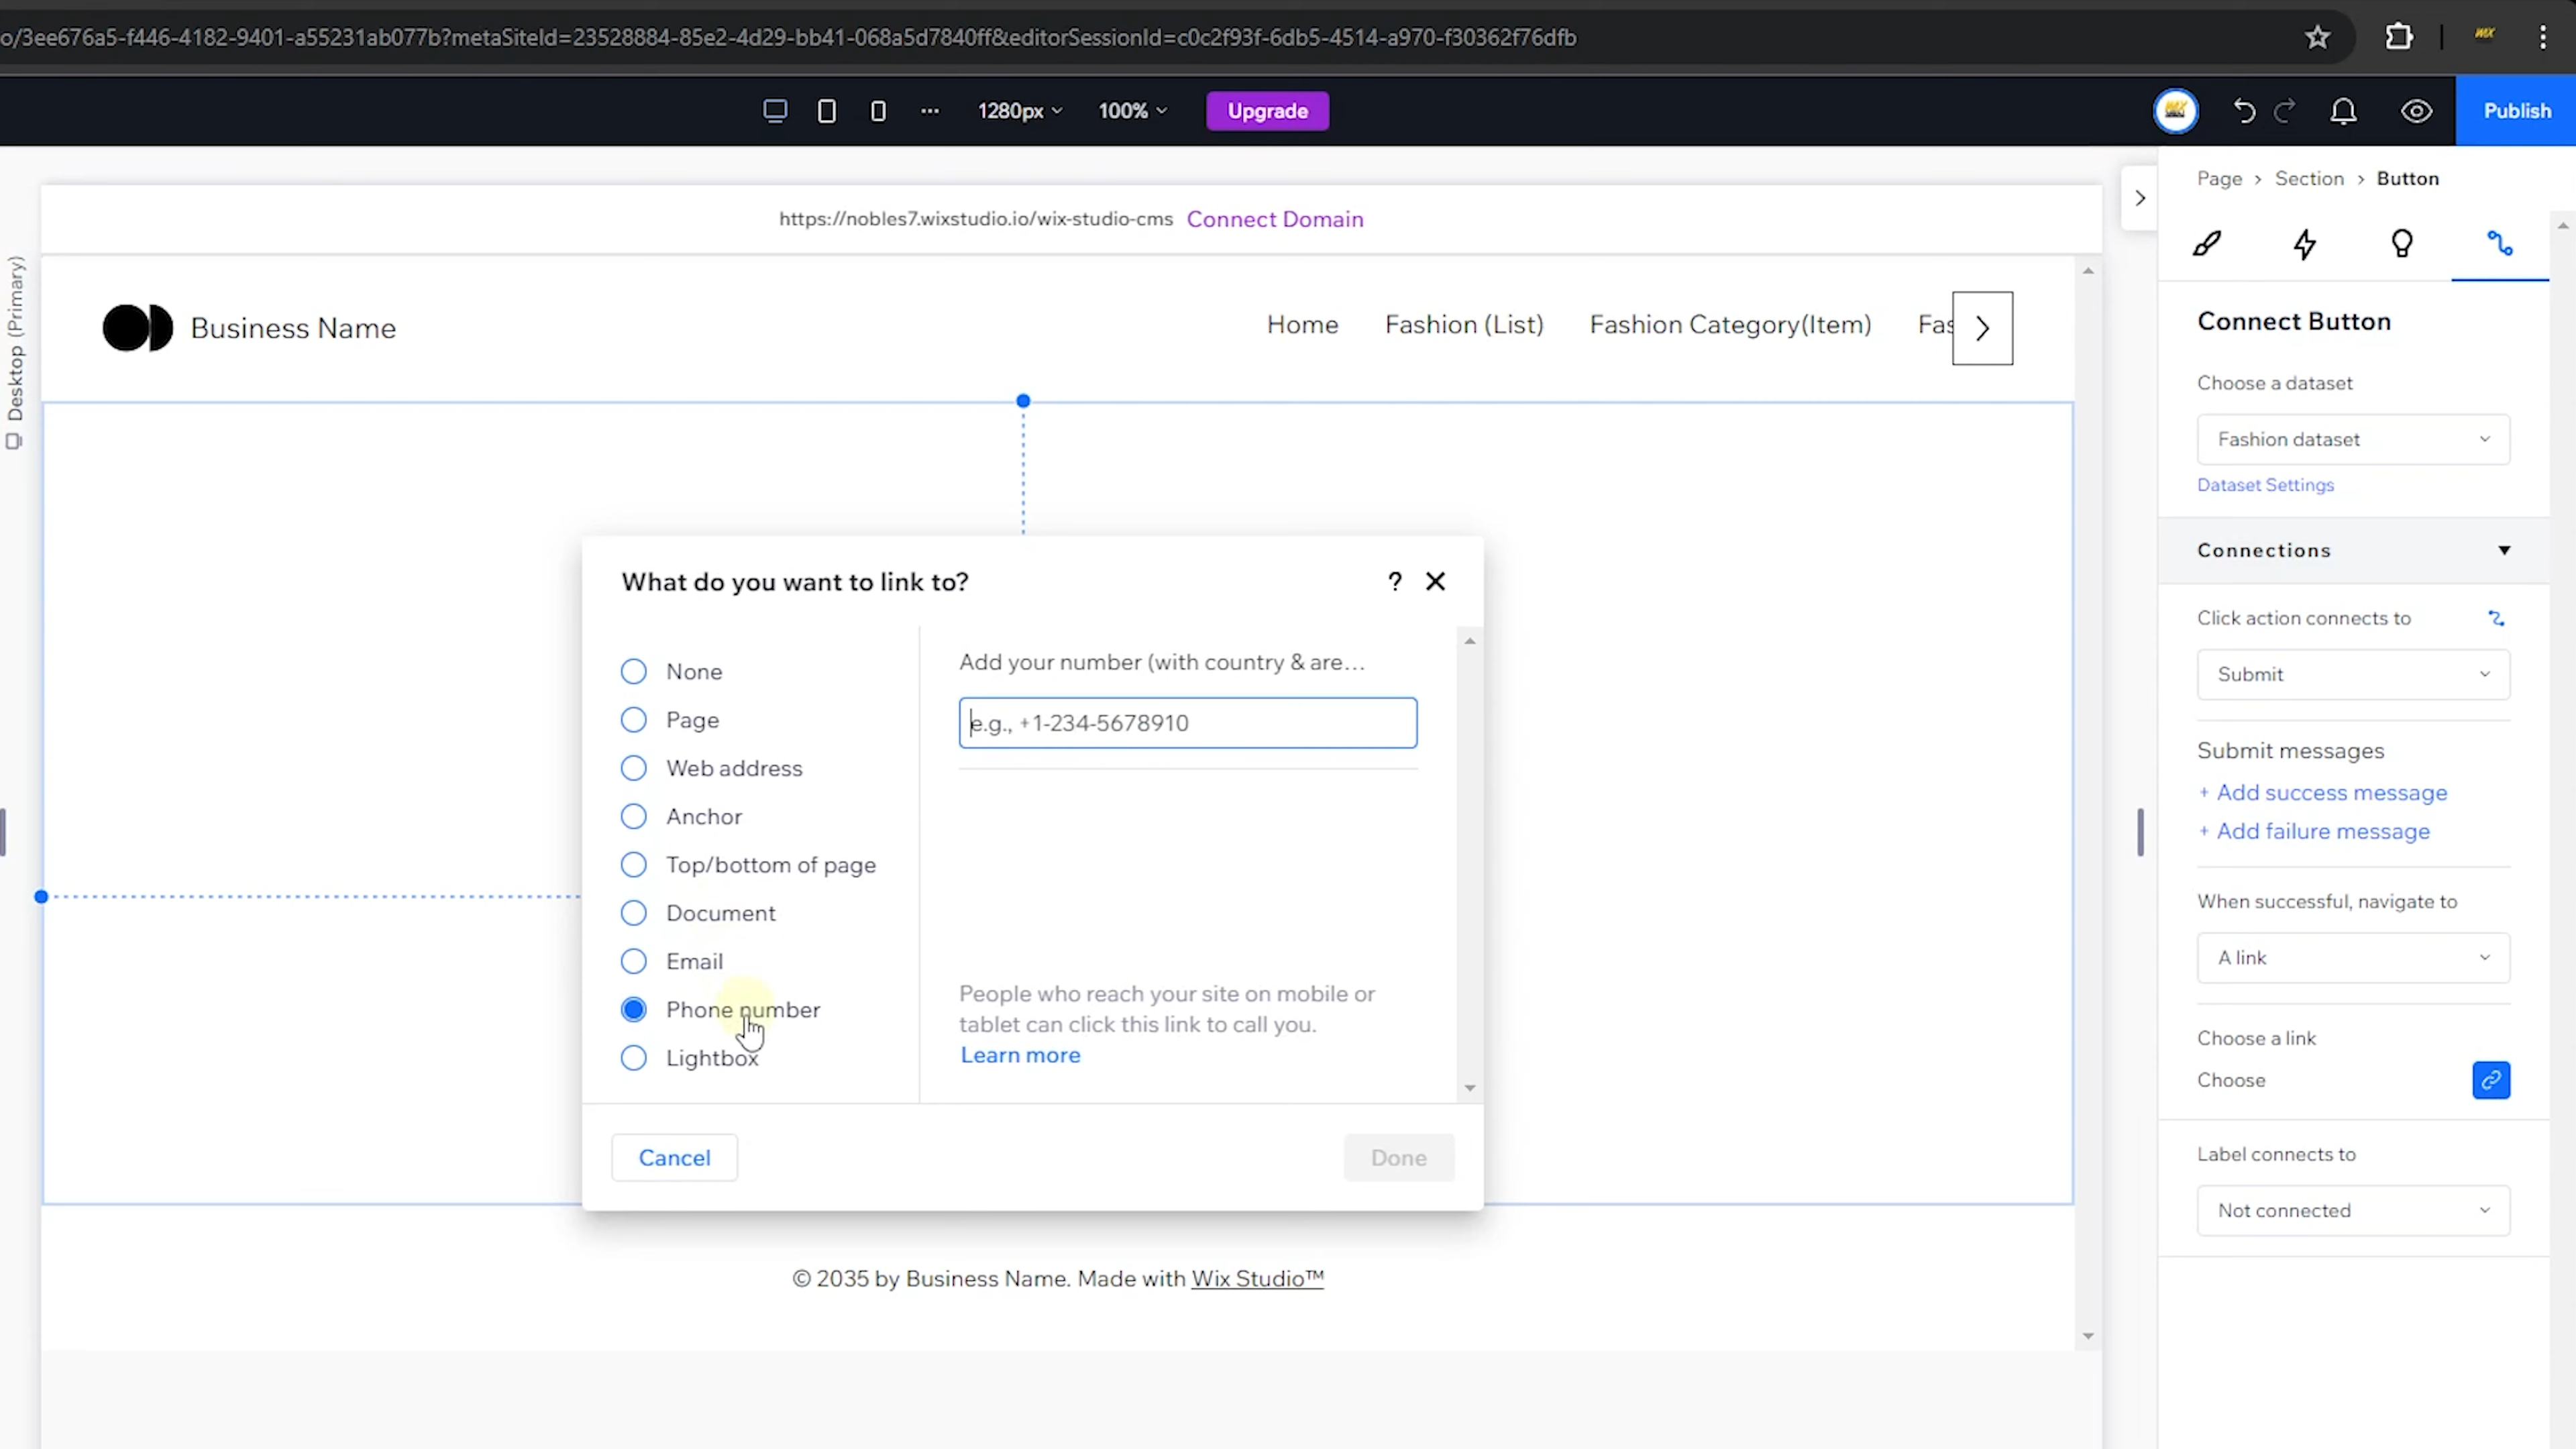 o/3ee676a5-f446-4182-9401-a55231ab077b?metaSiteId=23528884-85e2-4d29-bb41-068a5d7840ff&editorSessionId=c0c2f93f-6db5-4514-a970-f30362f76dfb
1280px
100%
Upgrade
Publish
Page > Section > Button
https://nobles7.wixstudio.io/wix-studio-cms Connect Domain
Desktop (Primary)
Business Name
Home
Fashion (List)
Fashion Category(Item)
Fas
Connect Button
Choose a dataset
Fashion dataset
Dataset Settings
Connections
Click action connects to
Submit
Submit messages
+ Add success message
+ Add failure message
When successful, navigate to
A link
Choose a link
Choose
Label connects to
Not connected
What do you want to link to?
?
None
Page
Web address
Anchor
Top/bottom of page
Document
Email
Phone number
Lightbox
Add your number (with country & are...
e.g., +1-234-5678910
People who reach your site on mobile or
tablet can click this link to call you.
Learn more
Cancel
Done
© 2035 by Business Name. Made with Wix Studio™